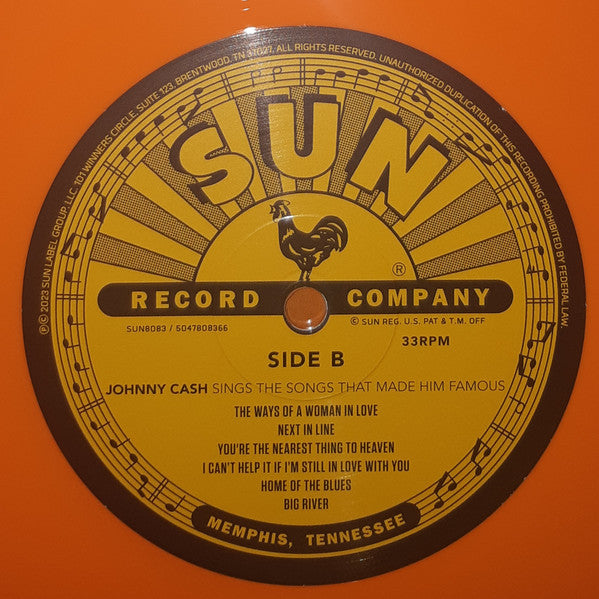 ℗© 2023 SUN LABEL GROUP, LLC. 101 WINNERS CIRCLE, SUITE 123, BRENTWOOD, TN 37027. ALL RIGHTS RESERVED. UNAUTHORIZED DUPLICATION OF THIS RECORDING PROHIBITED BY FEDERAL LAW.
SUN
®
RECORD COMPANY
SUN8083 / 5047808366
© SUN REG. U.S. PAT & T.M. OFF
SIDE B
33RPM
JOHNNY CASH SINGS THE SONGS THAT MADE HIM FAMOUS
THE WAYS OF A WOMAN IN LOVE
NEXT IN LINE
YOU'RE THE NEAREST THING TO HEAVEN
I CAN'T HELP IT IF I'M STILL IN LOVE WITH YOU
HOME OF THE BLUES
BIG RIVER
MEMPHIS, TENNESSEE